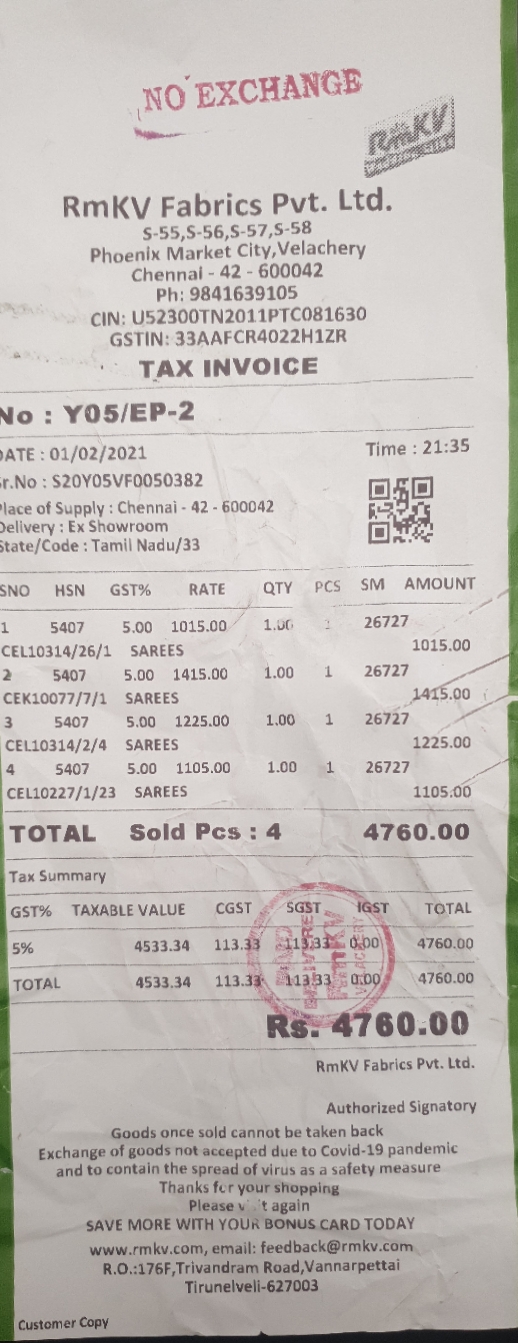 NO EXCHANGE
RmKV
RmKV Fabrics Pvt. Ltd.
S-55,S-56,S-57,S-58
Phoenix Market City,Velachery
Chennai - 42 - 600042
Ph: 9841639105
CIN: U52300TN2011PTC081630
GSTIN: 33AAFCR4022H1ZR
TAX INVOICE
No : Y05/EP-2
DATE : 01/02/2021 Time : 21:35
r.No : S20Y05VF0050382
Place of Supply : Chennai - 42 - 600042
Delivery : Ex Showroom
State/Code : Tamil Nadu/33
SNO HSN GST% RATE QTY PCS SM AMOUNT
1 5407 5.00 1015.00 1.00 26727
CEL10314/26/1 SAREES 1015.00
2 5407 5.00 1415.00 1.00 1 26727
CEK10077/7/1 SAREES 1415.00
3 5407 5.00 1225.00 1.00 1 26727
CEL10314/2/4 SAREES 1225.00
4 5407 5.00 1105.00 1.00 1 26727
CEL10227/1/23 SAREES 1105.00
TOTAL Sold Pcs : 4 4760.00
Tax Summary
GST% TAXABLE VALUE CGST SGST IGST TOTAL
5% 4533.34 113.33 113.33 0.00 4760.00
TOTAL 4533.34 113.33 113.33 0.00 4760.00
DELIVERED
RmKV
VELACHERY
Rs. 4760.00
RmKV Fabrics Pvt. Ltd.
Authorized Signatory
Goods once sold cannot be taken back
Exchange of goods not accepted due to Covid-19 pandemic
and to contain the spread of virus as a safety measure
Thanks for your shopping
Please again
SAVE MORE WITH YOUR BONUS CARD TODAY
www.rmkv.com, email: feedback@rmkv.com
R.O.:176F,Trivandram Road,Vannarpettai
Tirunelveli-627003
Customer Copy